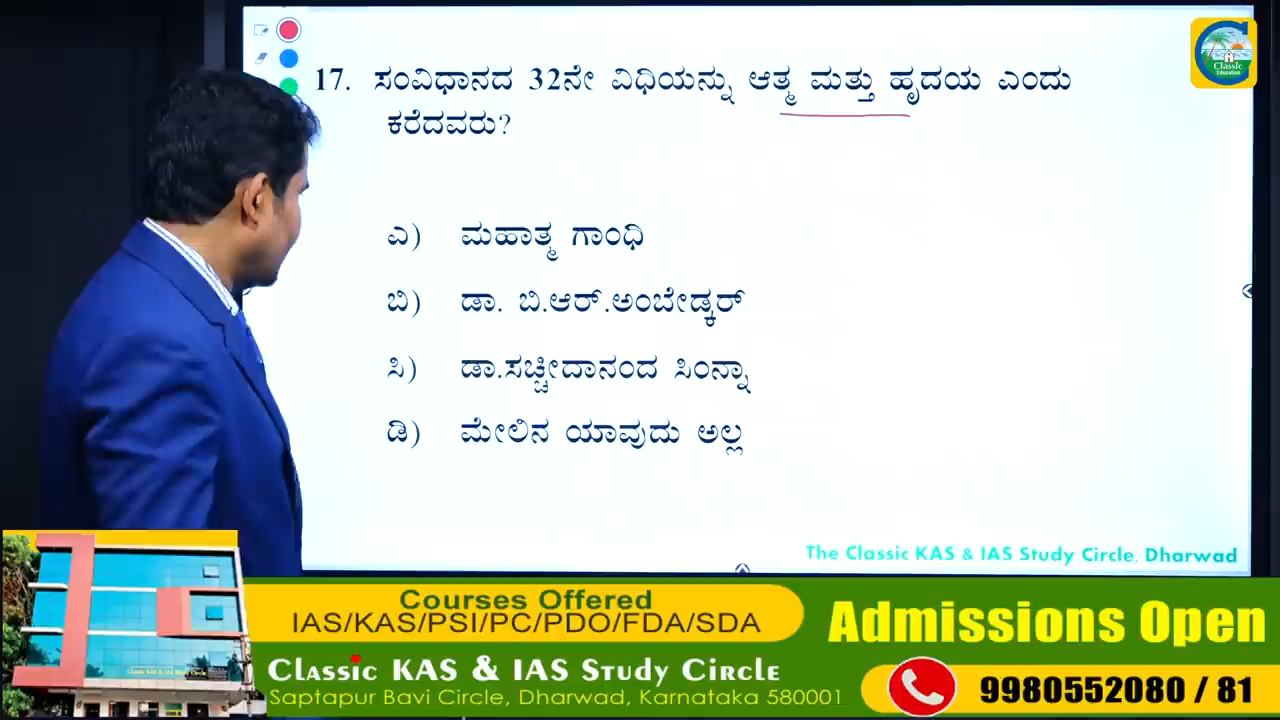 17. ಸಂವಿಧಾನದ 32ನೇ ವಿಧಿಯನ್ನು ಆತ್ಮ ಮತ್ತು ಹೃದಯ ಎಂದು
ಕರೆದವರು?
ಎ) ಮಹಾತ್ಮ ಗಾಂಧಿ
ಬಿ) ಡಾ. ಬಿ.ಆರ್.ಅಂಬೇಡ್ಕರ್
ಸಿ) ಡಾ.ಸಚ್ಚೀದಾನಂದ ಸಿಂನ್ಹಾ
ಡಿ) ಮೇಲಿನ ಯಾವುದು ಅಲ್ಲ
Classic
Education
The Classic KAS & IAS Study Circle, Dharwad
Courses Offered
IAS/KAS/PSI/PC/PDO/FDA/SDA
Classic KAS & IAS Study Circle
Saptapur Bavi Circle, Dharwad, Karnataka 580001
Admissions Open
9980552080 / 81